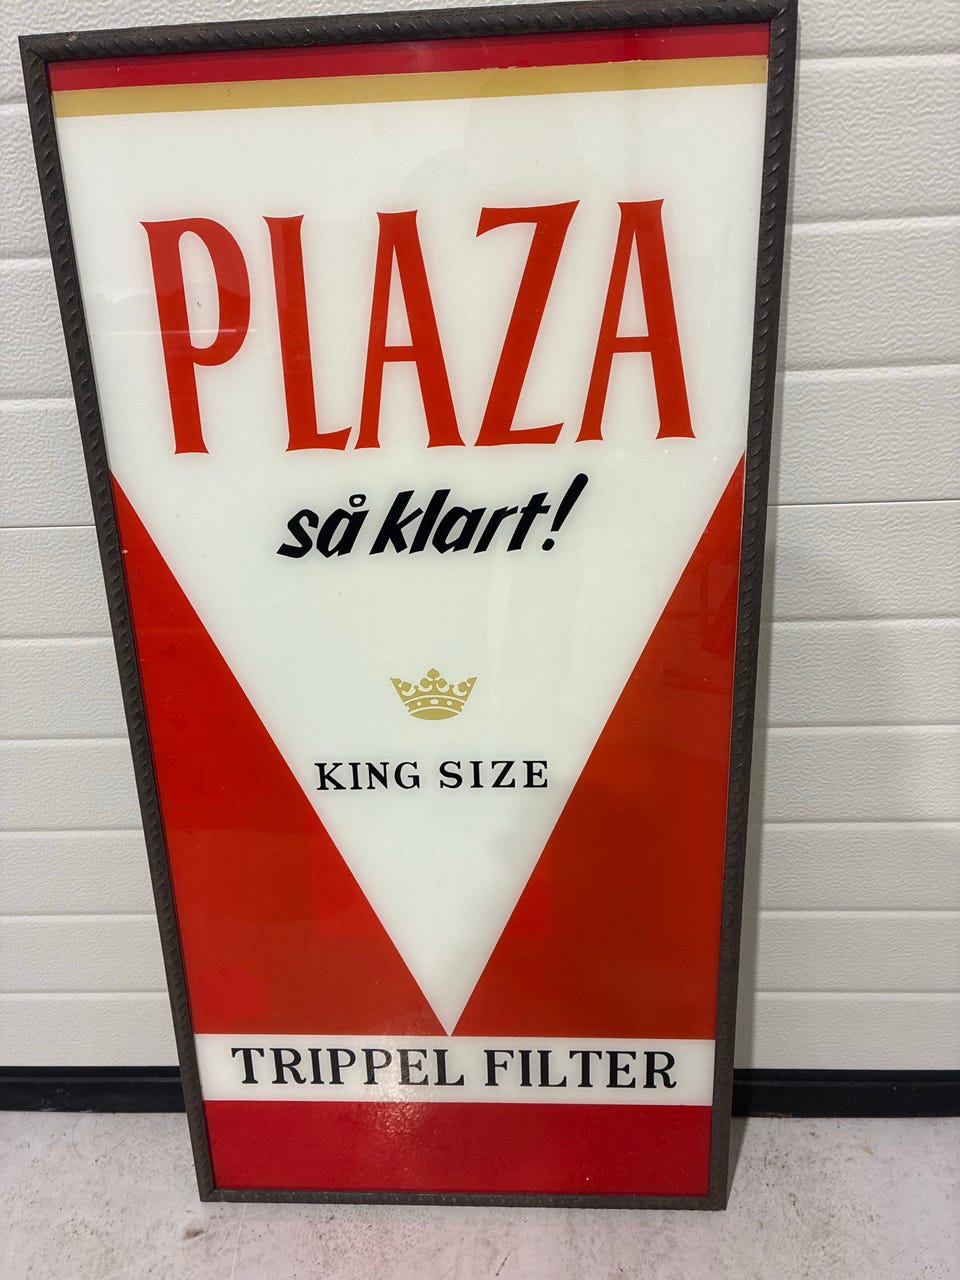 PLAZA
så klart!
KING SIZE
TRIPPEL FILTER